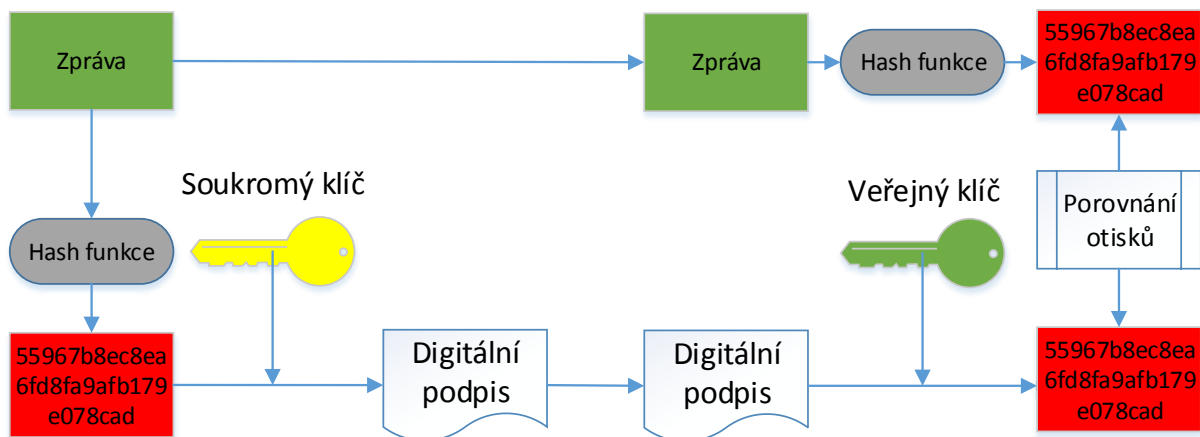 Zpráva
Zpráva
Hash funkce
55967b8ec8ea
6fd8fa9afb179
e078cad
Soukromý klíč
Veřejný klíč
Hash funkce
Porovnání
otisků
55967b8ec8ea
6fd8fa9afb179
e078cad
Digitální
podpis
Digitální
podpis
55967b8ec8ea
6fd8fa9afb179
e078cad